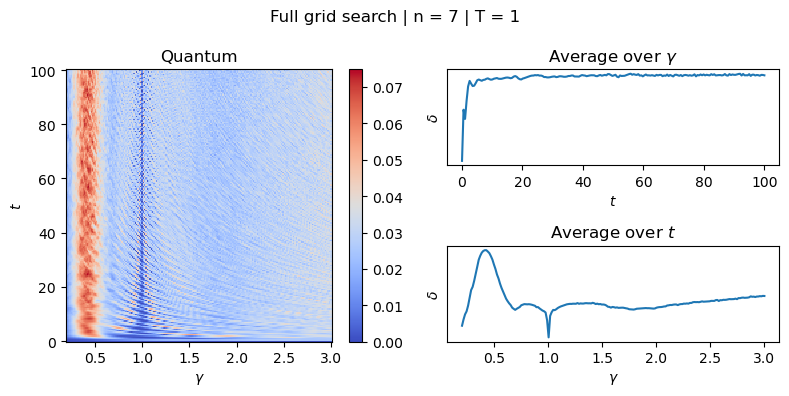 Full grid search | n = 7 | T = 1
Quantum
100
80
60
40
20
0
t
0.5 1.0 1.5 2.0 2.5 3.0
γ
0.07
0.06
0.05
0.04
0.03
0.02
0.01
0.00
Average over γ
δ
0 20 40 60 80 100
t
Average over t
δ
0.5 1.0 1.5 2.0 2.5 3.0
γ